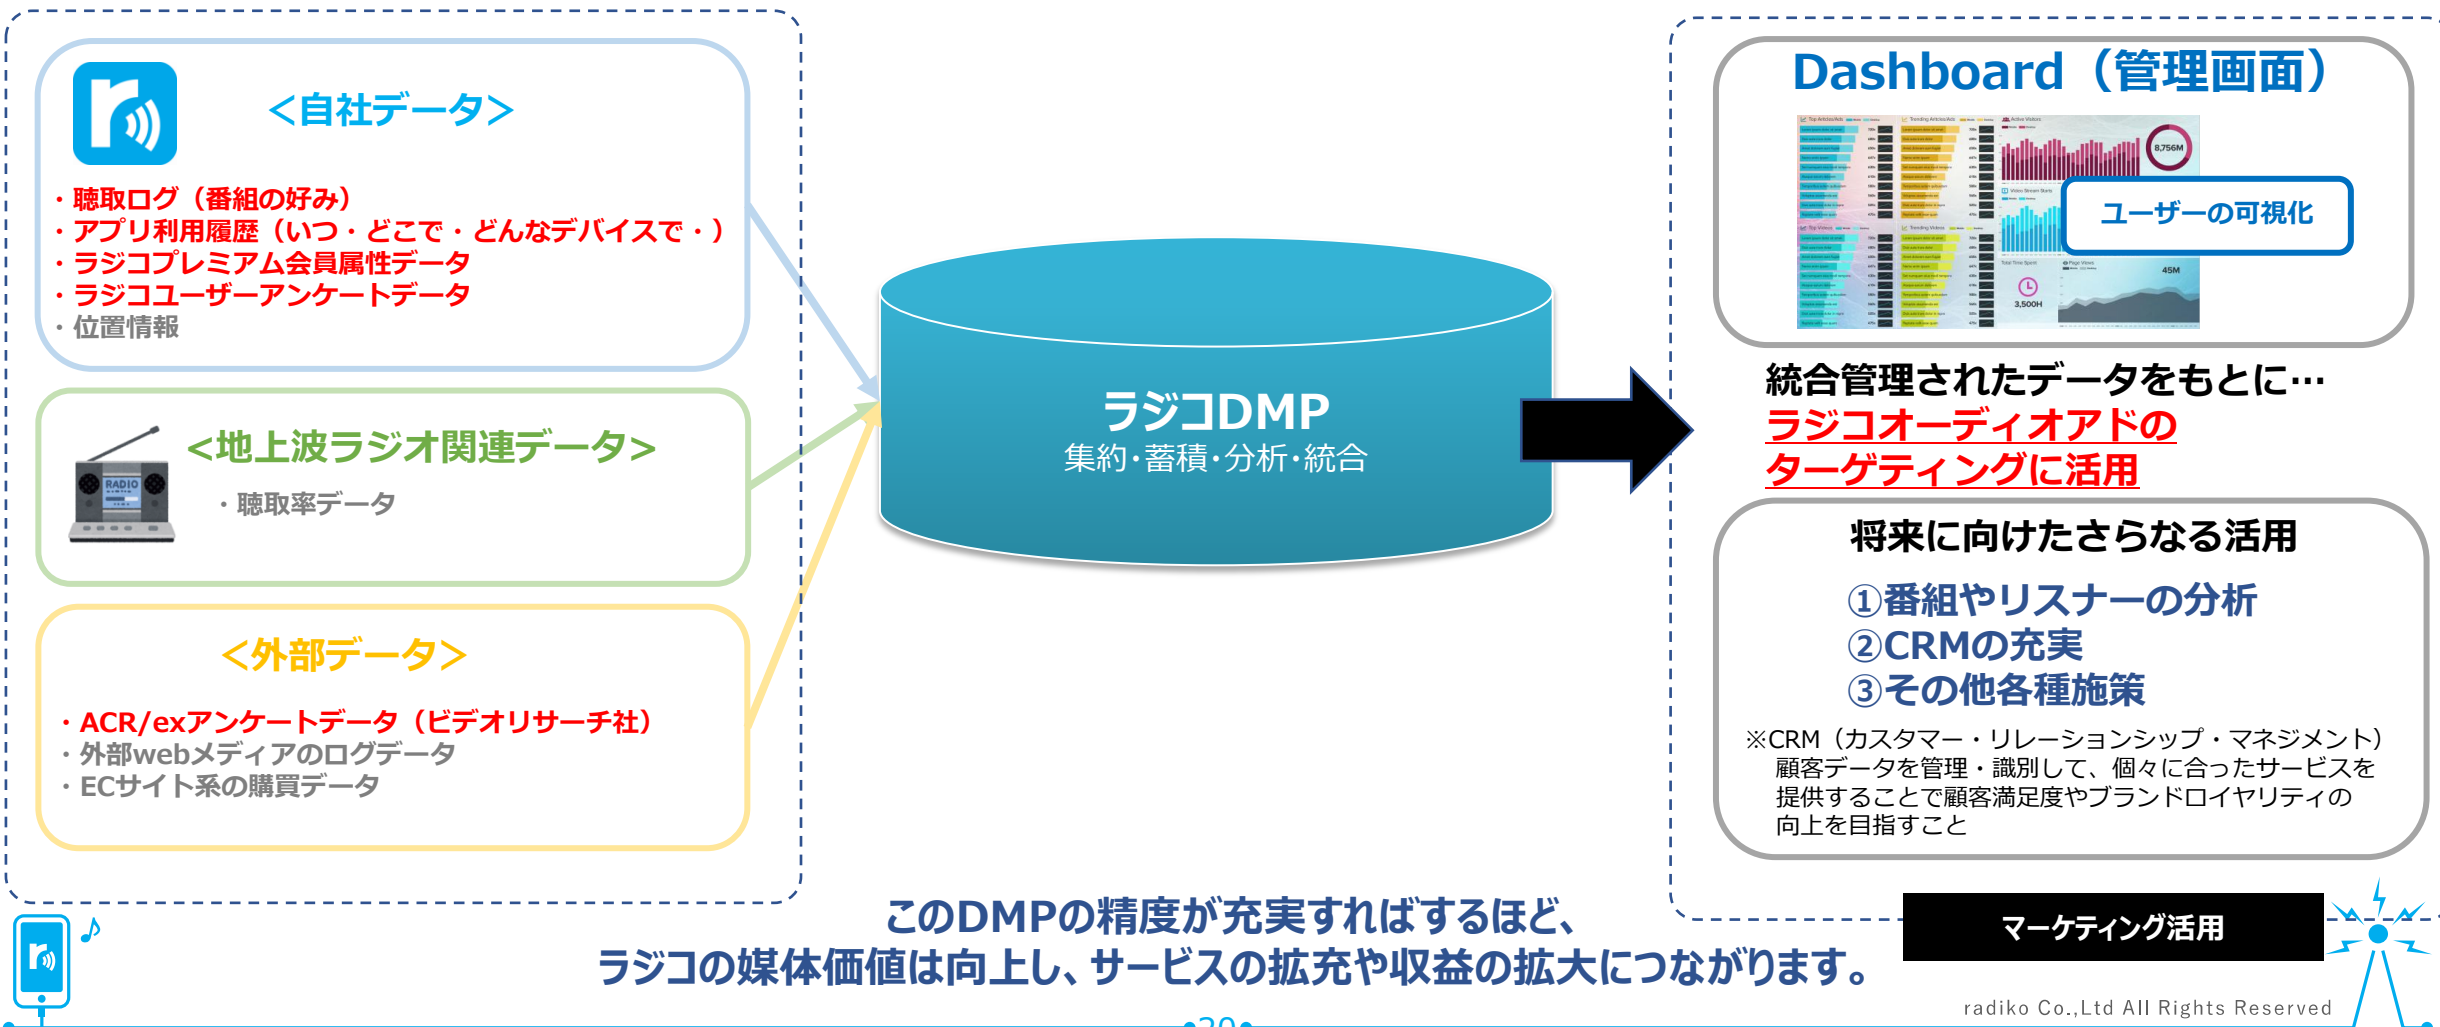 <自社データ>
・聴取ログ（番組の好み）
・アプリ利用履歴（いつ・どこで・どんなデバイスで・）
・ラジコプレミアム会員属性データ
・ラジコユーザーアンケートデータ
・位置情報
<地上波ラジオ関連データ>
RADIO
・聴取率データ
<外部データ>
・ACR/exアンケートデータ（ビデオリサーチ社）
・外部webメディアのログデータ
・ECサイト系の購買データ
ラジコDMP
集約・蓄積・分析・統合
Dashboard（管理画面）
Top Articles/Ads
Trending Articles/Ads
Active Visitors
8,756M
Video Stream Starts
ユーザーの可視化
Top Videos
Trending Videos
Total Time Spent
Page Views
45M
3,500H
統合管理されたデータをもとに…
ラジコオーディオアドの
ターゲティングに活用
将来に向けたさらなる活用
①番組やリスナーの分析
②CRMの充実
③その他各種施策
※CRM（カスタマー・リレーションシップ・マネジメント）
顧客データを管理・識別して、個々に合ったサービスを
提供することで顧客満足度やブランドロイヤリティの
向上を目指すこと
マーケティング活用
このDMPの精度が充実すればするほど、
ラジコの媒体価値は向上し、サービスの拡充や収益の拡大につながります。
radiko Co.,Ltd All Rights Reserved